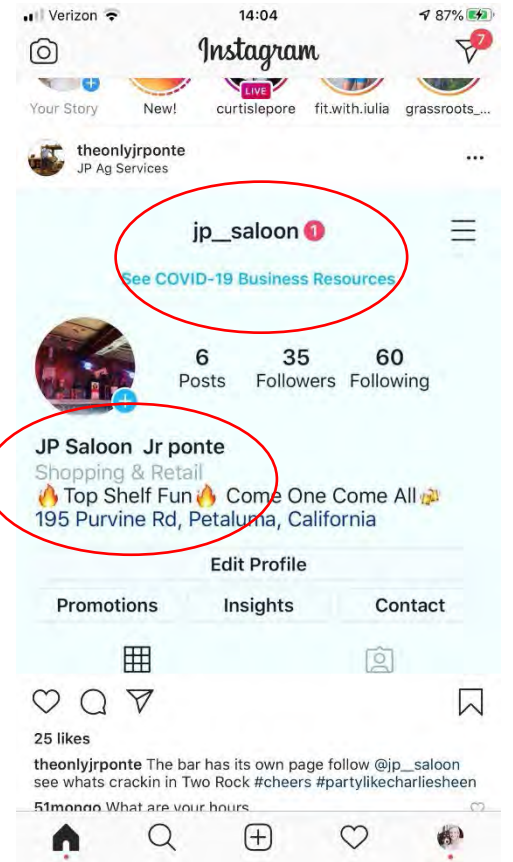 Verizon 14:04 87%
Instagram 7
LIVE
Your Story New! curtislepore fit.with.iulia grassroots_...
theonlyjrponte
JP Ag Services
jp__saloon 1
See COVID-19 Business Resources
6 35 60
Posts Followers Following
JP Saloon Jr ponte
Shopping & Retail
🔥 Top Shelf Fun🔥 Come One Come All🎉
195 Purvine Rd, Petaluma, California
Edit Profile
Promotions Insights Contact
25 likes
theonlyjrponte The bar has its own page follow @jp__saloon
see whats crackin in Two Rock #cheers #partylikecharliesheen
51mongo What are your hours